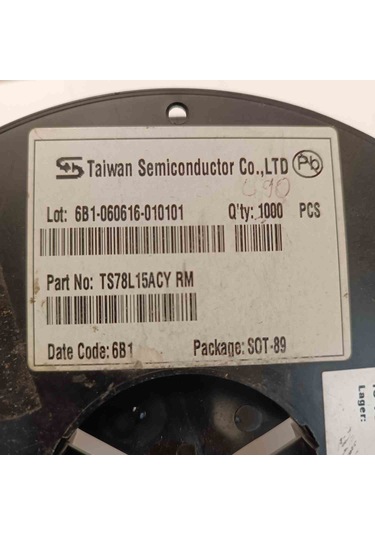 Taiwan Semiconductor Co.,LTD Pb
490
Lot: 6B1-060616-010101 Q'ty: 1000 PCS
Part No: TS78L15ACY RM
Date Code: 6B1 Package: SOT-89
Lager: